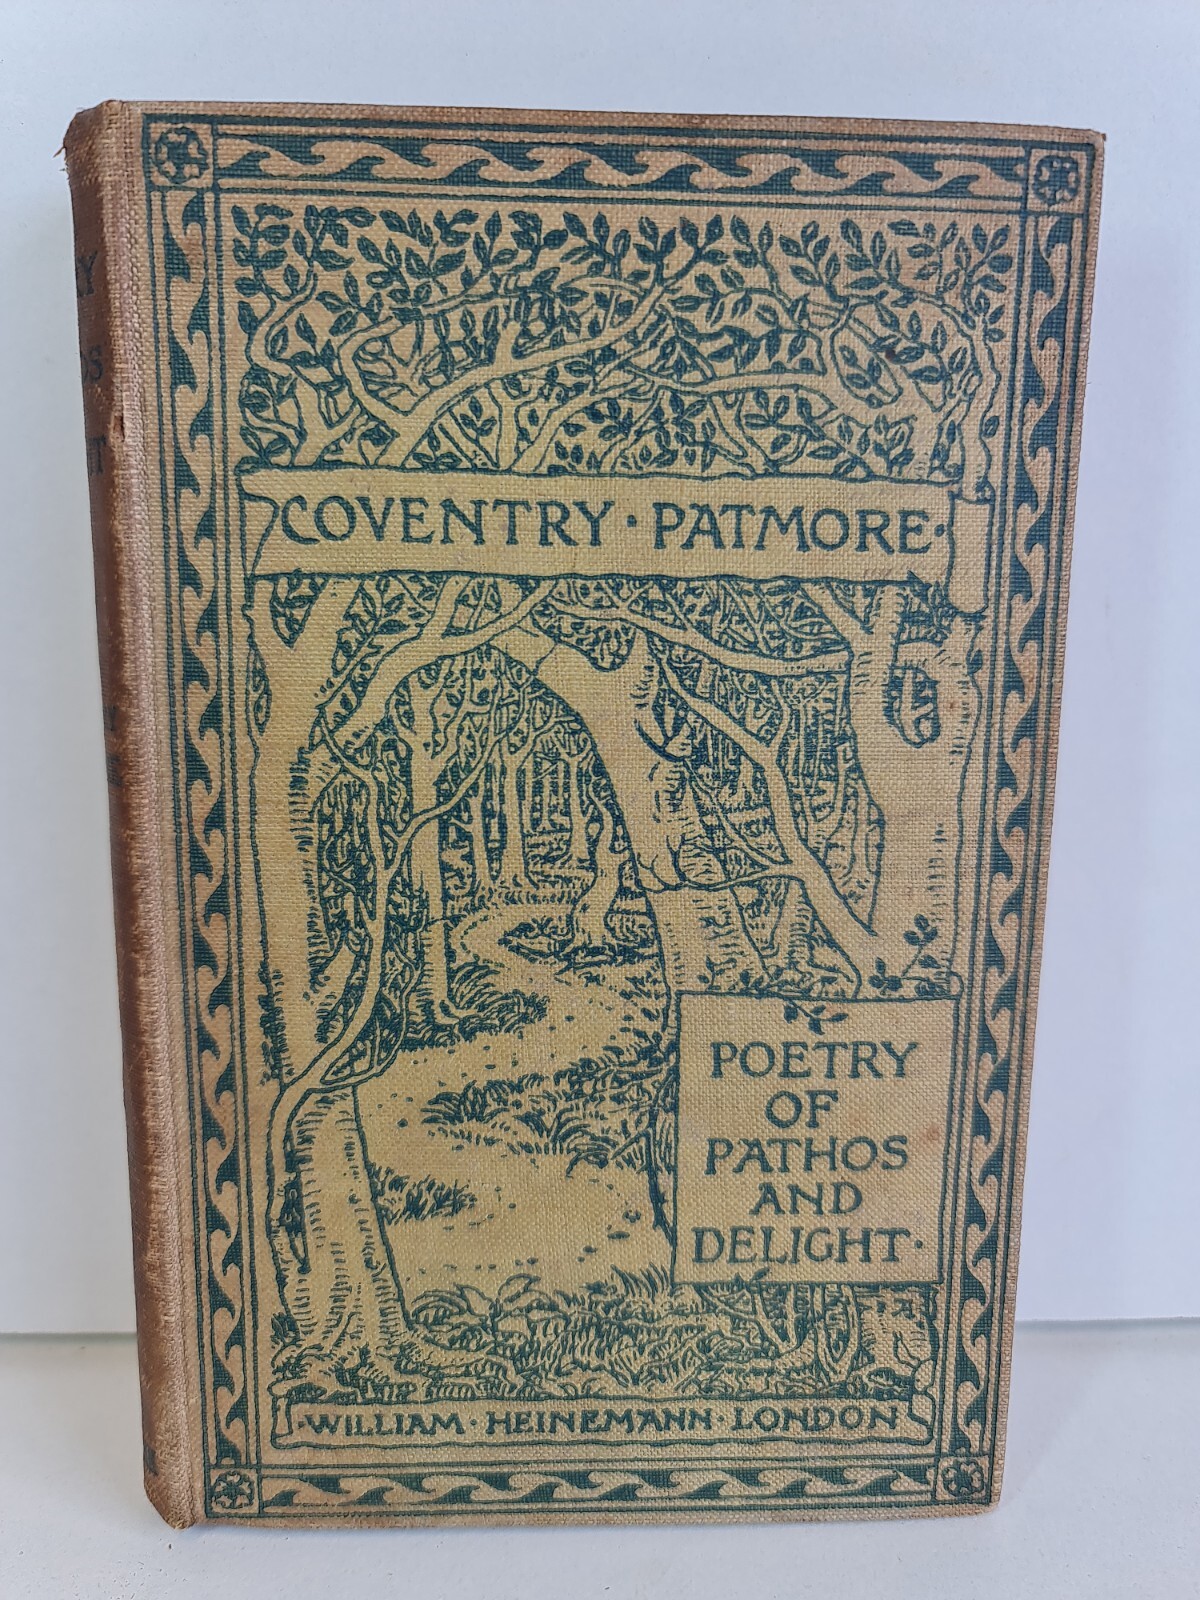 COVENTRY · PATMORE ·
POETRY
OF
PATHOS
AND
DELIGHT ·
· WILLIAM · HEINEMANN · LONDON